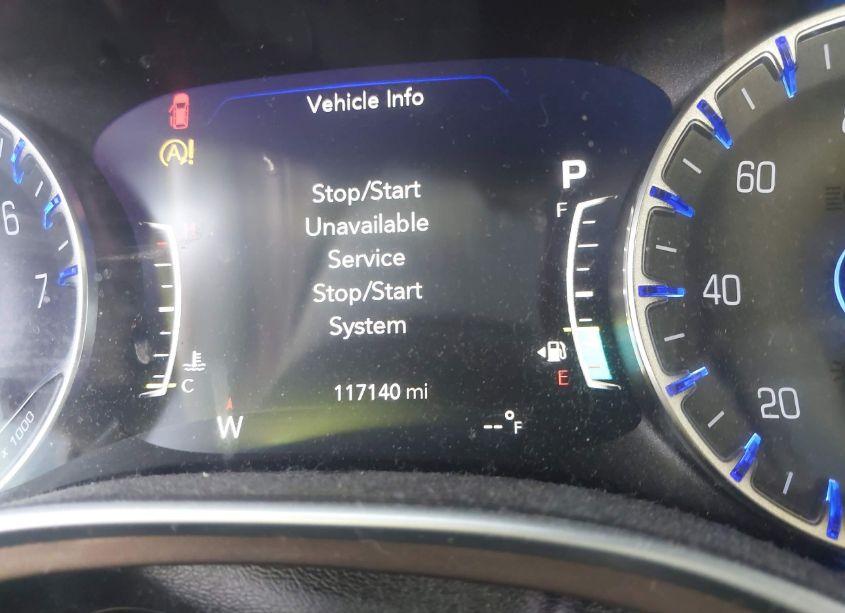 Vehicle Info
A!
P
Stop/Start
Unavailable
Service
Stop/Start
System
H
F
C
E
117140 mi
W
--°F
6
7
x 1000
60
40
20